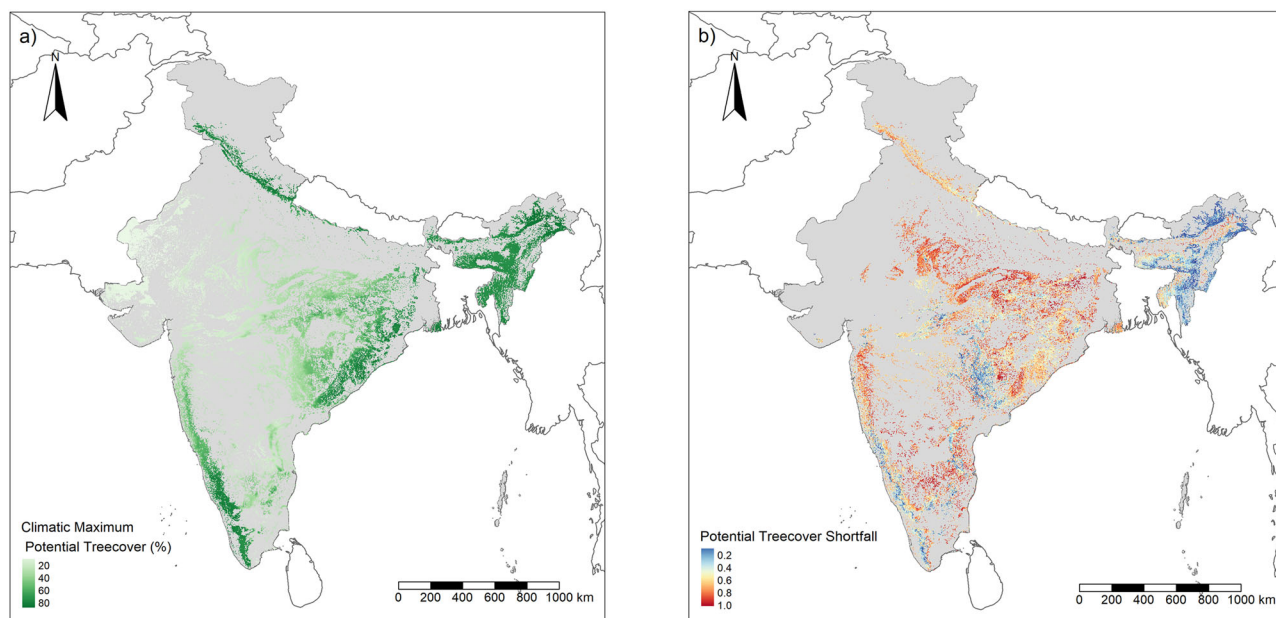 a)
N
Climatic Maximum
Potential Treecover (%)
20
40
60
80
0 200 400 600 800 1000 km
b)
N
Potential Treecover Shortfall
0.2
0.4
0.6
0.8
1.0
0 200 400 600 800 1000 km